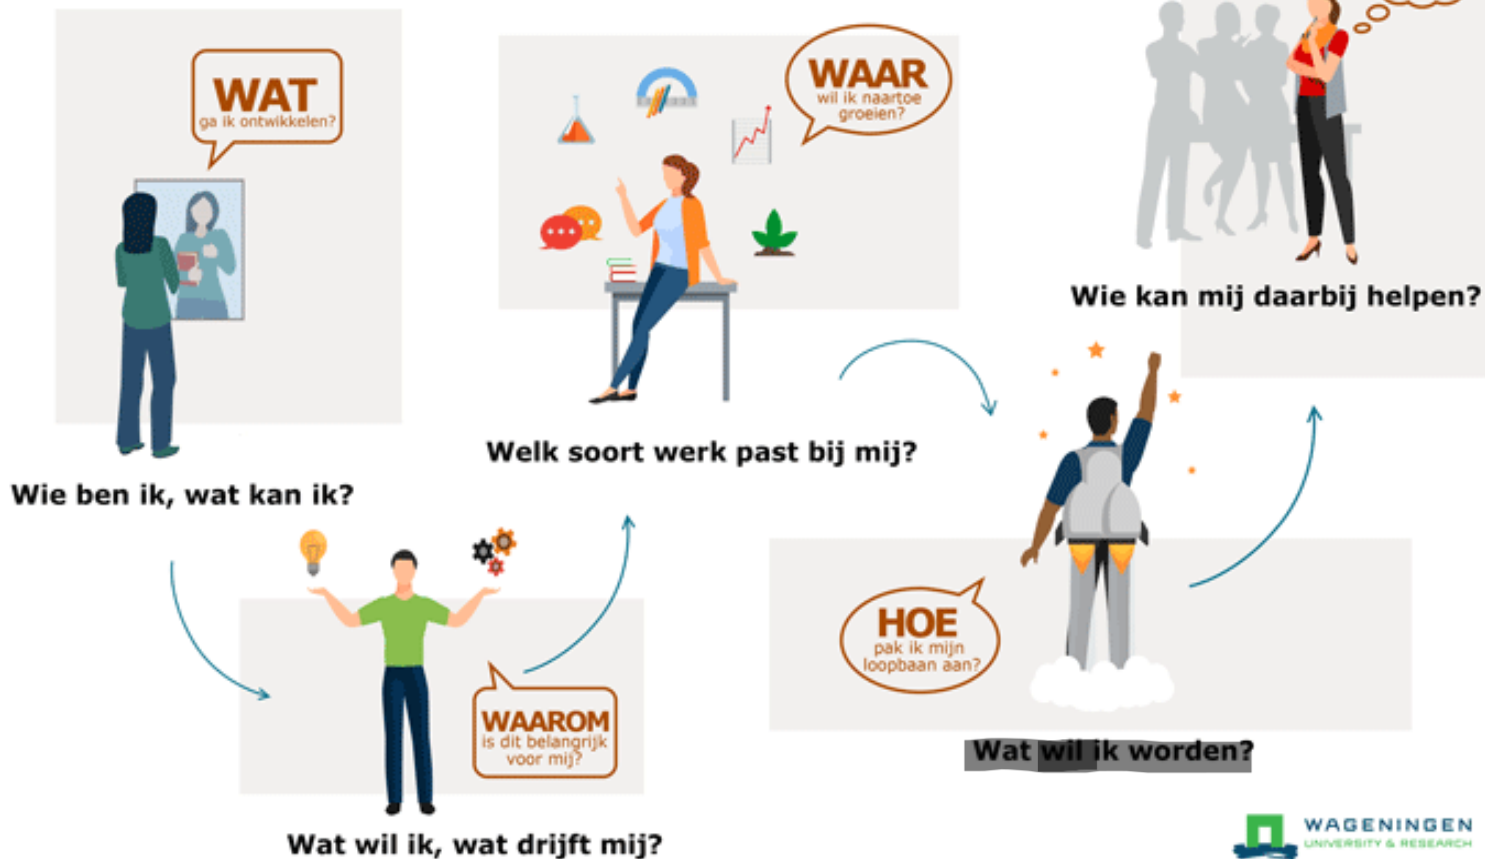 WAT
ga ik ontwikkelen?
Wie ben ik, wat kan ik?
WAAROM
is dit belangrijk
voor mij?
Wat wil ik, wat drijft mij?
WAAR
wil ik naartoe
groeien?
Welk soort werk past bij mij?
HOE
pak ik mijn
loopbaan aan?
Wat wil ik worden?
Wie kan mij daarbij helpen?
WAGENINGEN
UNIVERSITY & RESEARCH